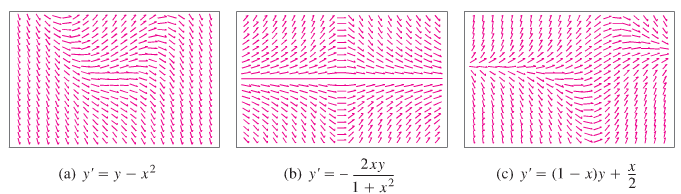 (a) y′ = y − x²
(b) y′ = − 2xy / 1 + x²
(c) y′ = (1 − x)y + x/2